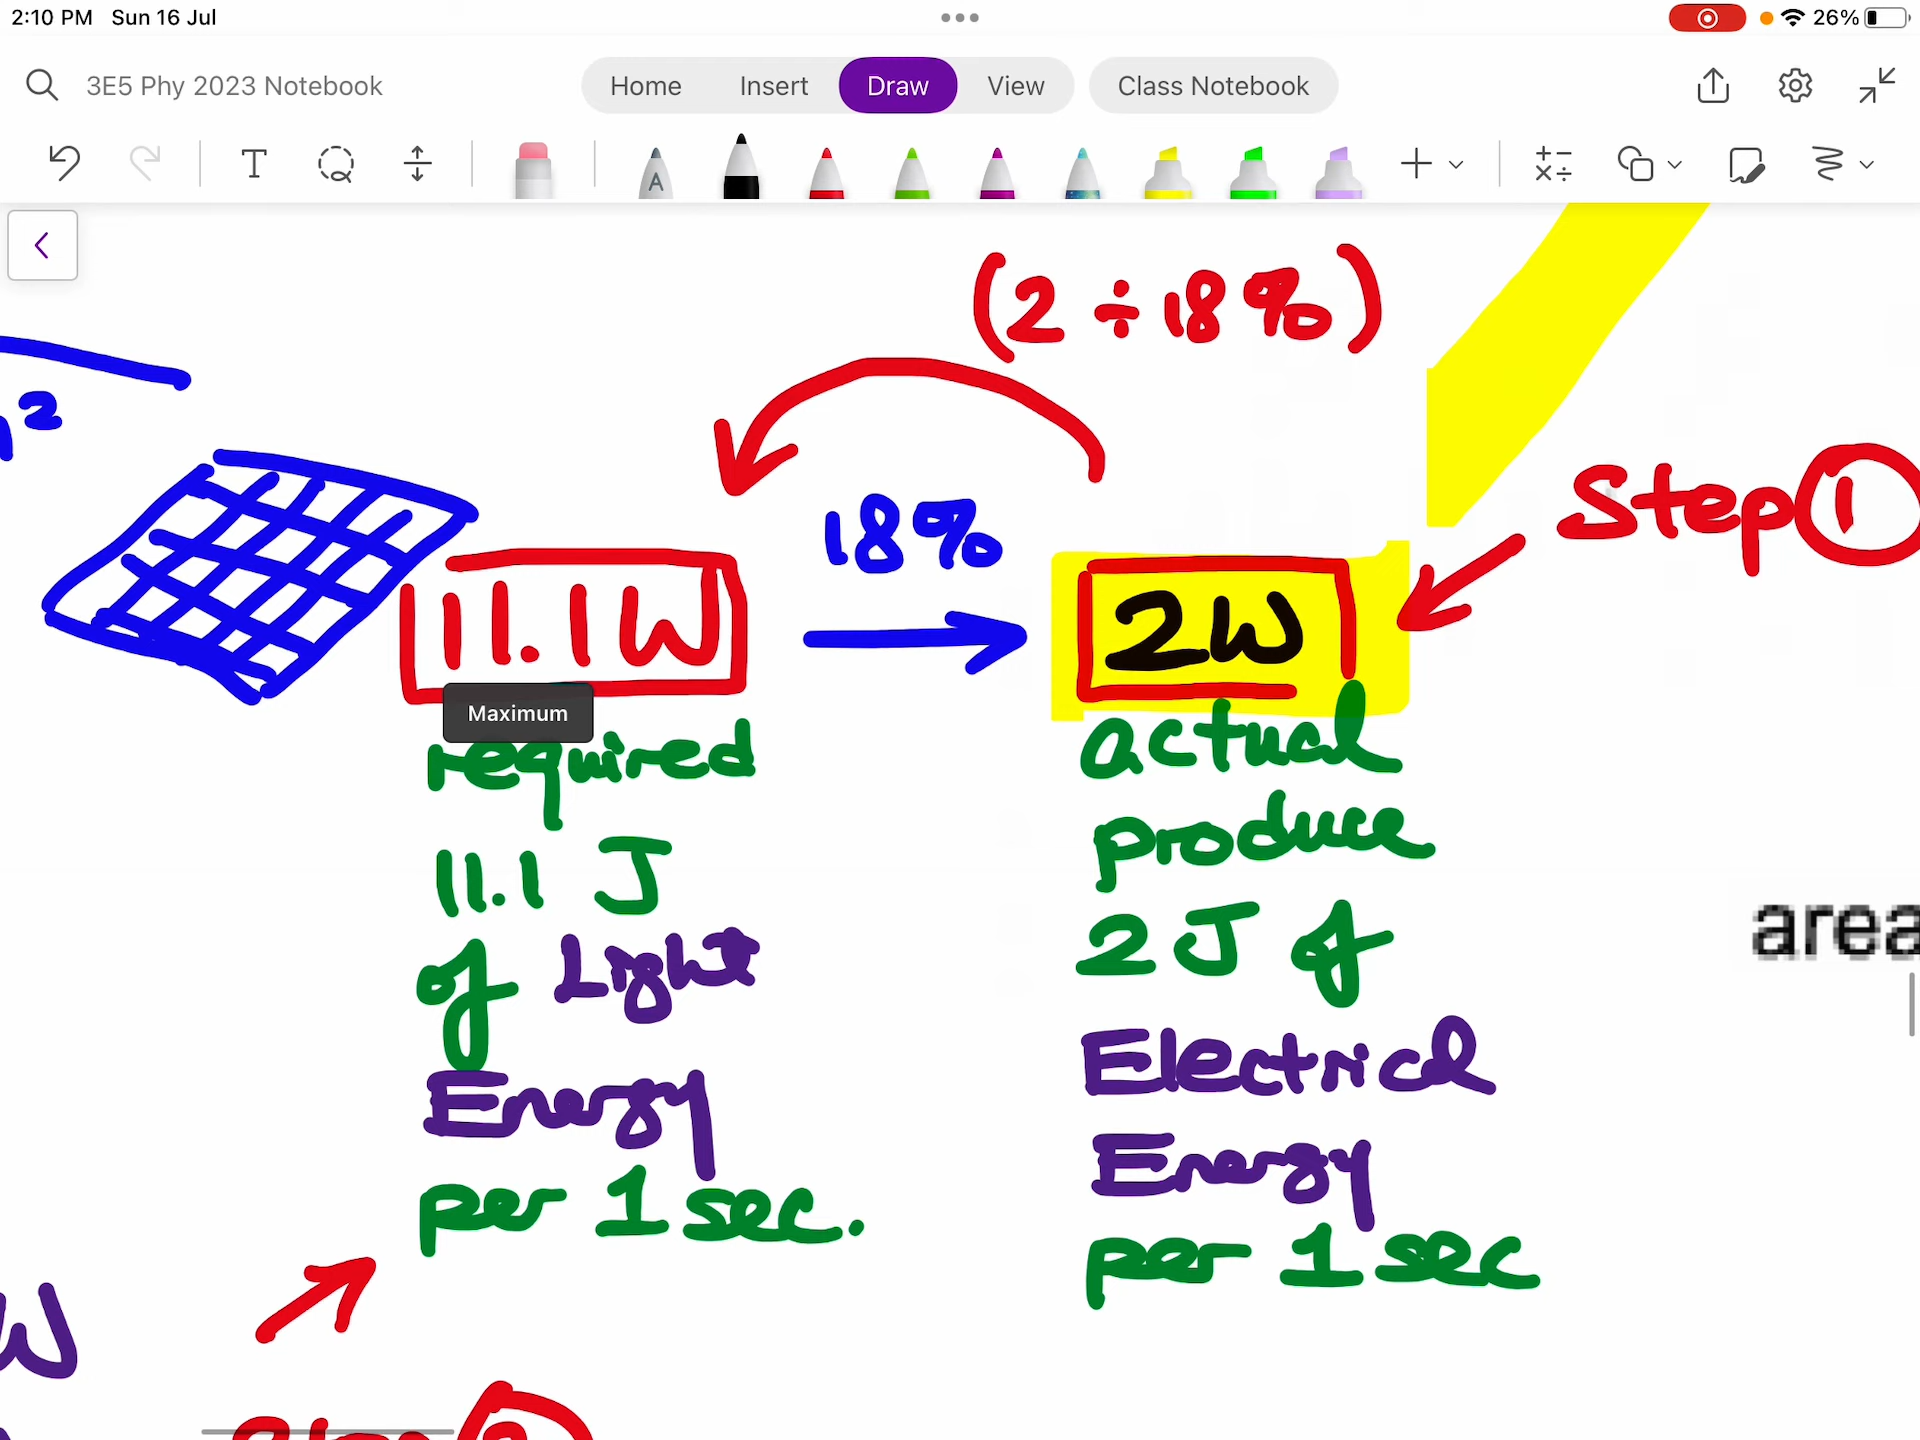 2:10 PM Sun 16 Jul
26%
3E5 Phy 2023 Notebook
Home Insert Draw View Class Notebook
T
A
(2 ÷ 18%)
2
Step 1
18%
11.1W
2W
Maximum
required
11.1 J
of Light
Energy
per 1 sec.
actual
produce
2 J of
Electrical
Energy
per 1 sec
area
W